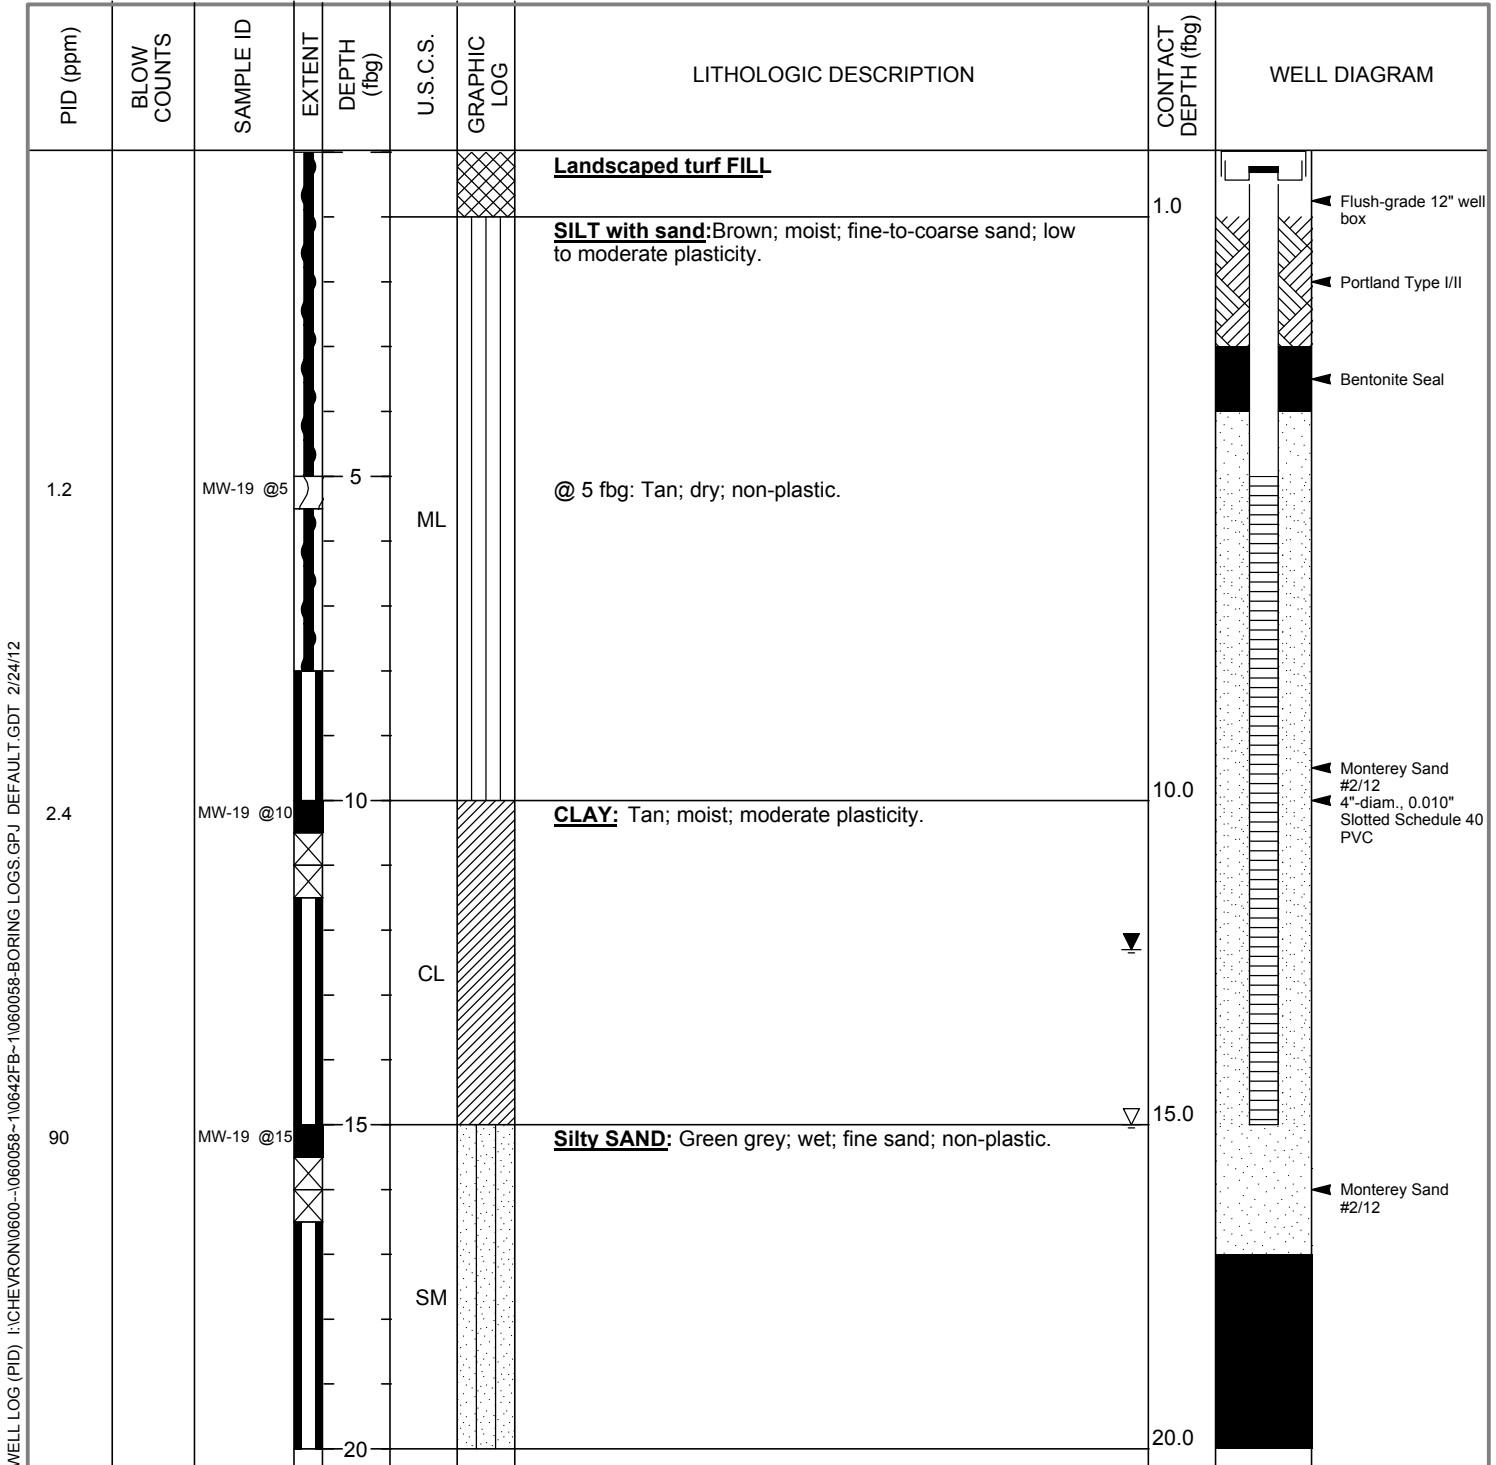 PID (ppm)
BLOW
COUNTS
SAMPLE ID
EXTENT
DEPTH
(fbg)
U.S.C.S.
GRAPHIC
LOG
LITHOLOGIC DESCRIPTION
CONTACT
DEPTH (fbg)
WELL DIAGRAM
Landscaped turf FILL
1.0
Flush-grade 12" well
box
SILT with sand:Brown; moist; fine-to-coarse sand; low
to moderate plasticity.
Portland Type I/II
Bentonite Seal
1.2
MW-19 @5
5
@ 5 fbg: Tan; dry; non-plastic.
ML
Monterey Sand
#2/12
10.0
4"-diam., 0.010"
Slotted Schedule 40
PVC
2.4
MW-19 @10
10
CLAY: Tan; moist; moderate plasticity.
CL
15.0
90
MW-19 @15
15
Silty SAND: Green grey; wet; fine sand; non-plastic.
Monterey Sand
#2/12
SM
20.0
20
WELL LOG (PID) I:\CHEVRON\0600--\060058~1\0642FB~1\060058-BORING LOGS.GPJ DEFAULT.GDT 2/24/12